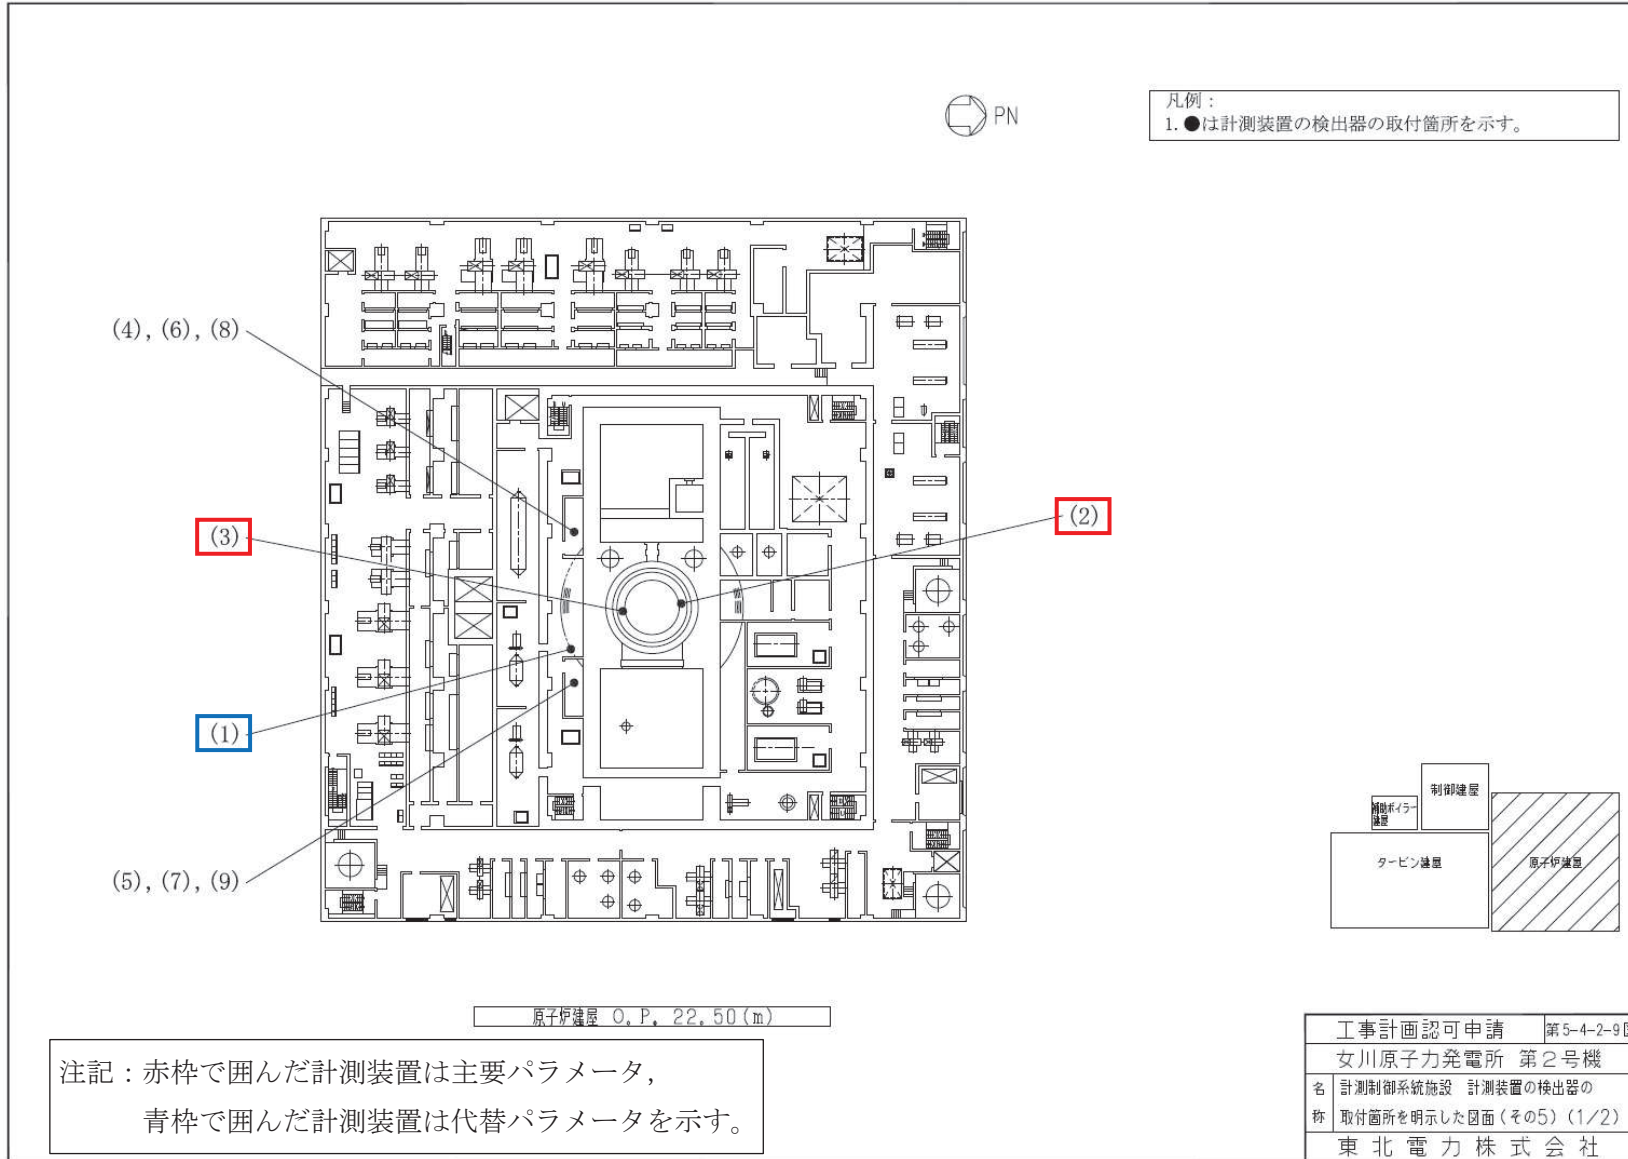 PN
凡例：
1. ●は計測装置の検出器の取付箇所を示す。
(4), (6), (8)
(3)
(2)
(1)
(5), (7), (9)
制御建屋
補助ボイラー
建屋
タービン建屋
原子炉建屋
原子炉建屋 O. P. 22. 50 (m)
注記：赤枠で囲んだ計測装置は主要パラメータ，
青枠で囲んだ計測装置は代替パラメータを示す。
工事計画認可申請 第5-4-2-9図
女川原子力発電所 第２号機
名称 計測制御系統施設 計測装置の検出器の
取付箇所を明示した図面（その5）(1/2)
東北電力株式会社